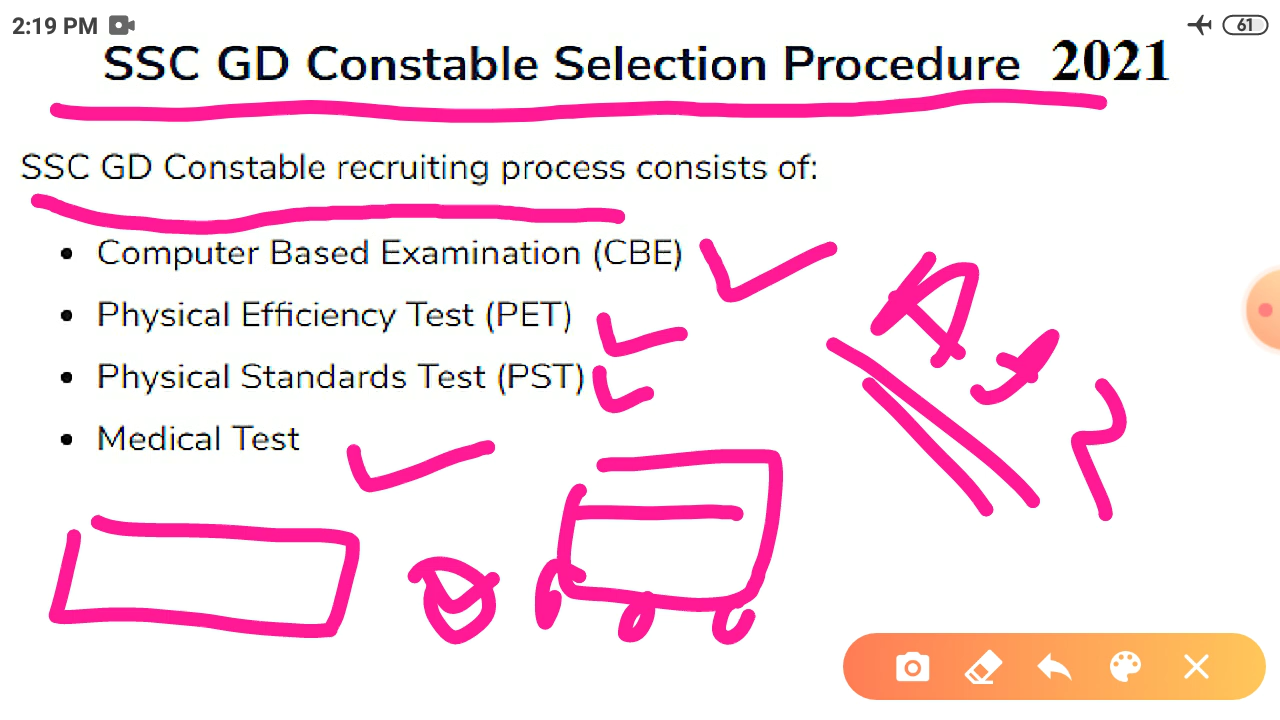 2:19 PM 61
SSC GD Constable Selection Procedure 2021
SSC GD Constable recruiting process consists of:
• Computer Based Examination (CBE)
• Physical Efficiency Test (PET)
• Physical Standards Test (PST)
• Medical Test